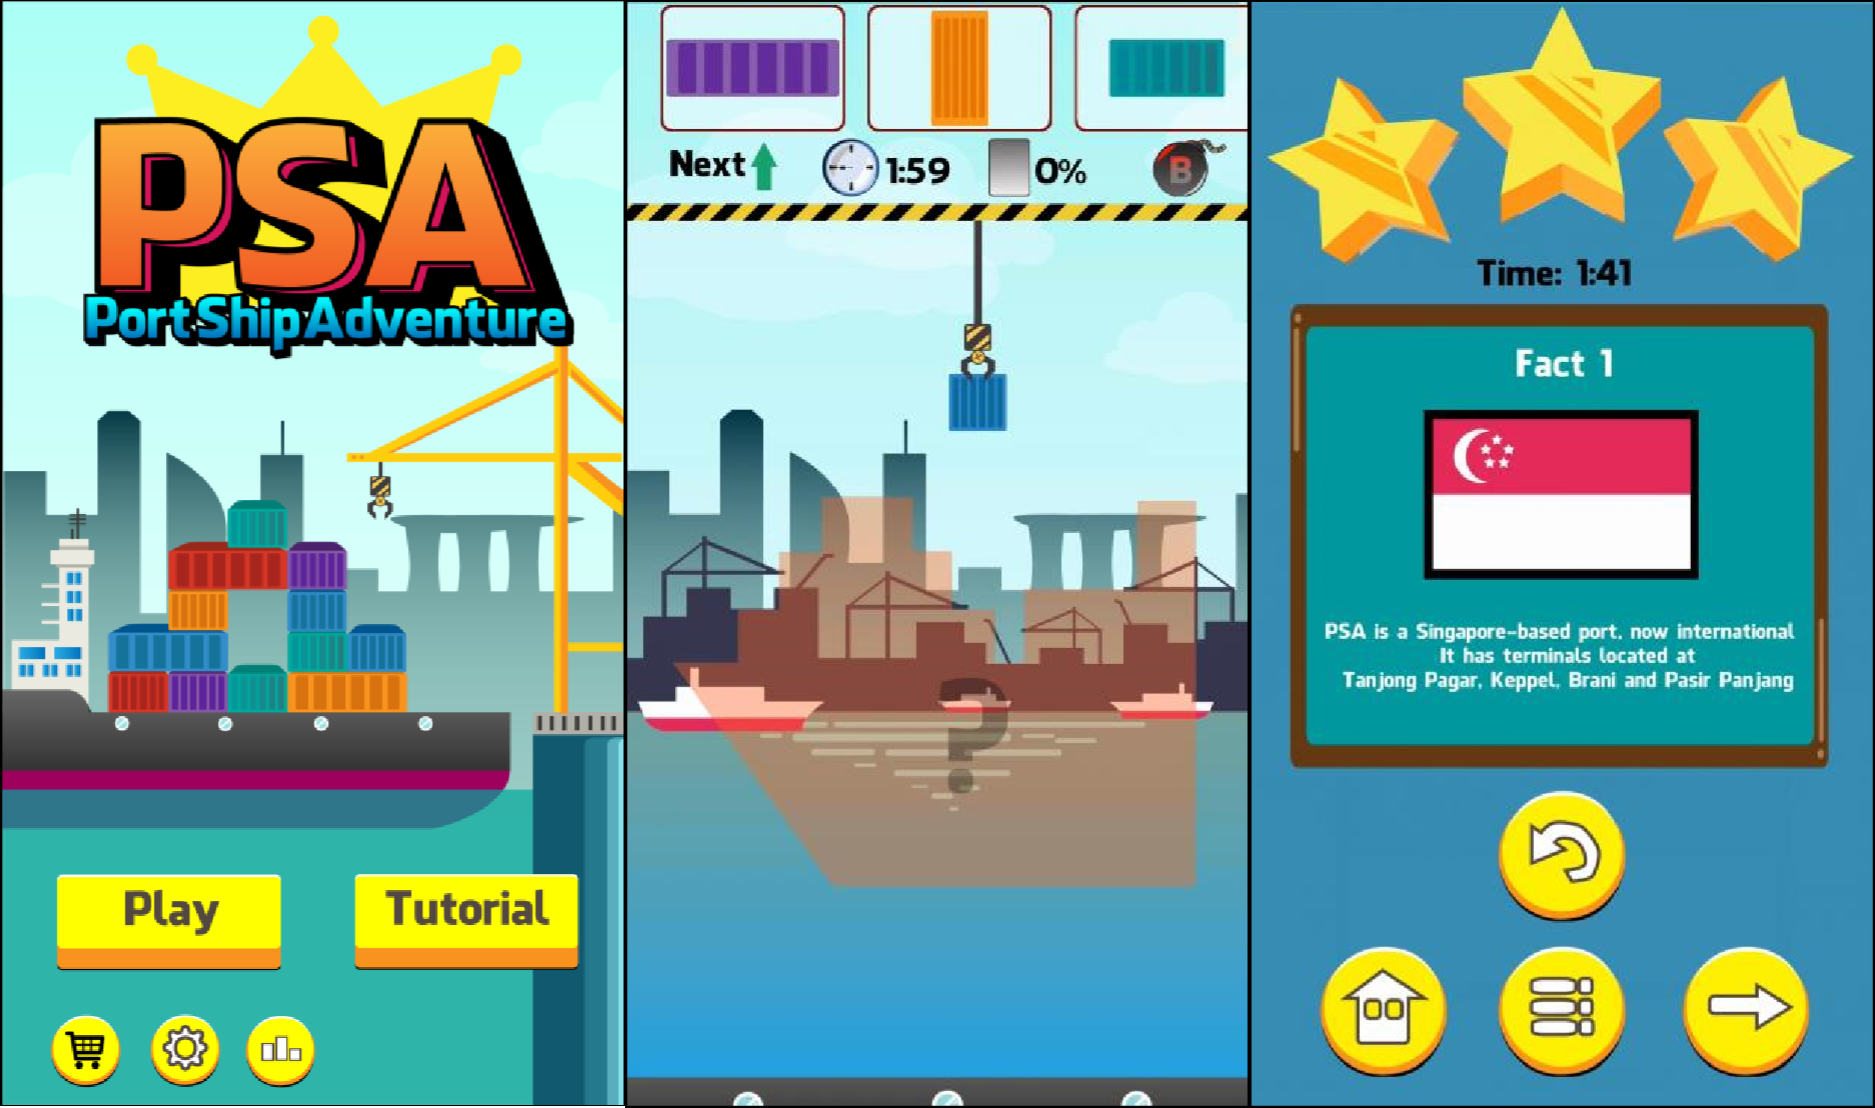 PSA
PortShipAdventure
Play
Tutorial
Next
1:59
0%
B
?
Time: 1:41
Fact 1
PSA is a Singapore-based port, now international
It has terminals located at
Tanjong Pagar, Keppel, Brani and Pasir Panjang